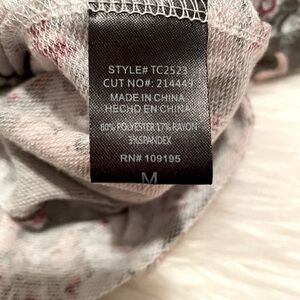 STYLE# TC2523
CUT NO#: 214449
MADE IN CHINA
HECHO EN CHINA
80% POLYESTER 17% RAYON
3%SPANDEX
RN# 109195
M